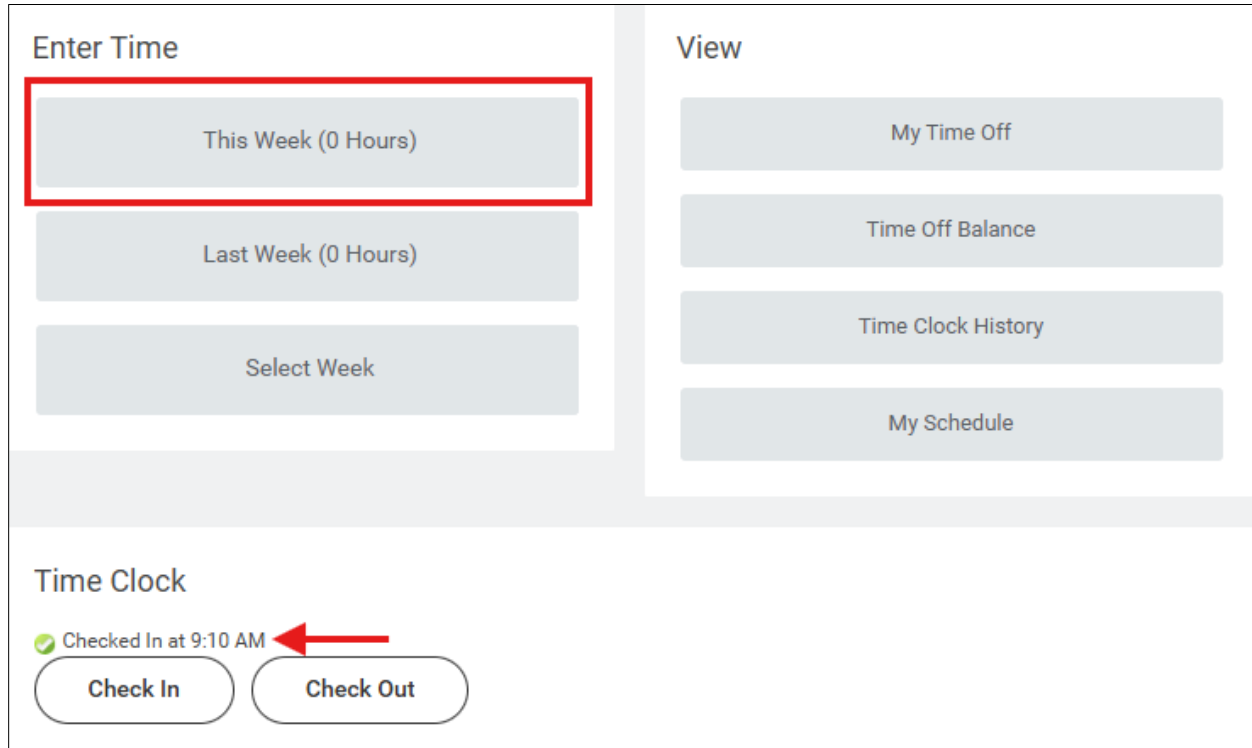 Enter Time
This Week (0 Hours)
Last Week (0 Hours)
Select Week
View
My Time Off
Time Off Balance
Time Clock History
My Schedule
Time Clock
Checked In at 9:10 AM
Check In
Check Out